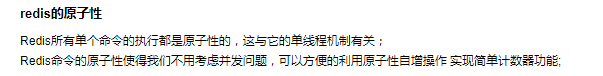 redis的原子性
Redis所有单个命令的执行都是原子性的，这与它的单线程机制有关；
Redis命令的原子性使得我们不用考虑并发问题，可以方便的利用原子性自增操作 实现简单计数器功能;